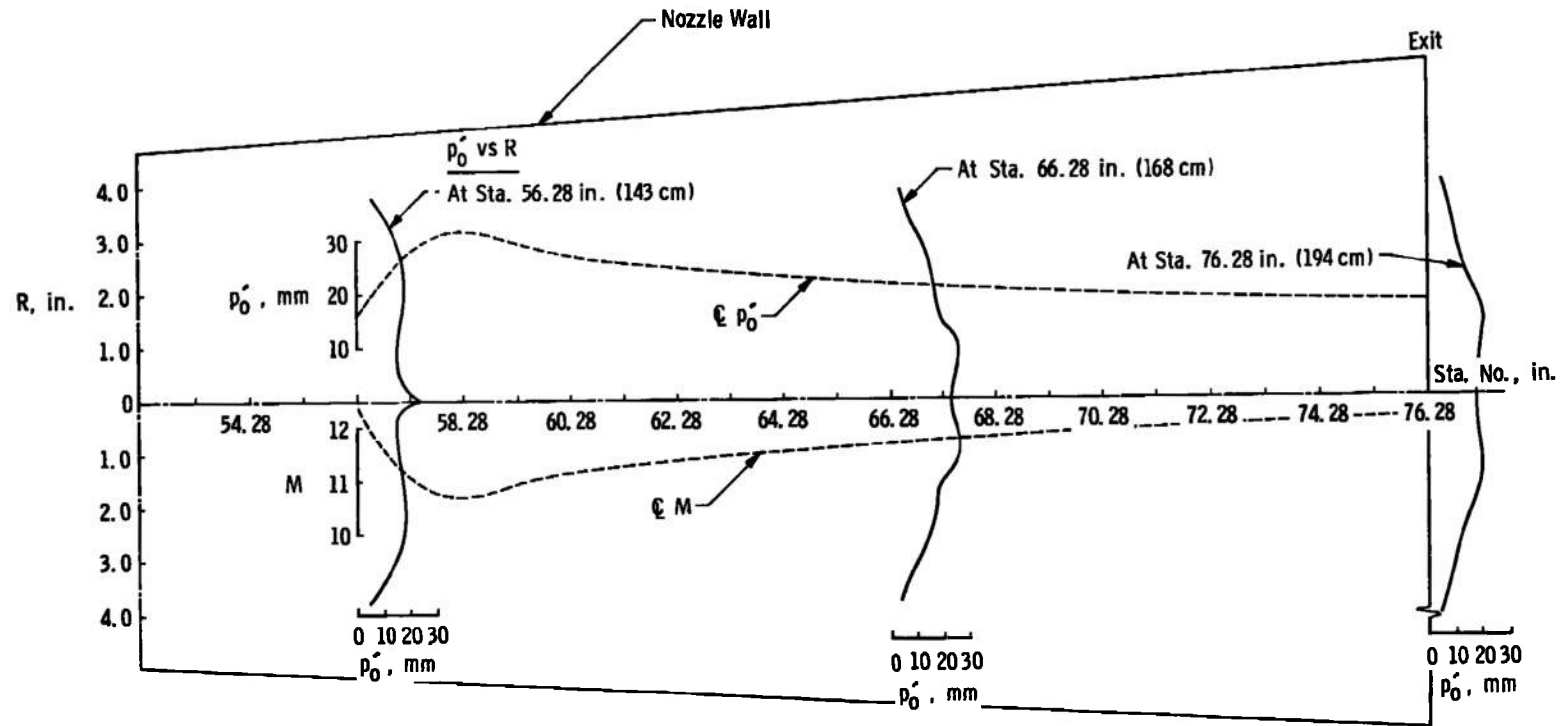 Nozzle Wall
Exit
p₀′ vs R
At Sta. 56.28 in. (143 cm)
At Sta. 66.28 in. (168 cm)
At Sta. 76.28 in. (194 cm)
4.0
3.0
2.0
1.0
0
1.0
2.0
3.0
4.0
R, in.
30
20
10
p₀′, mm
℄ p₀′
Sta. No., in.
54.28 58.28 60.28 62.28 64.28 66.28 68.28 70.28 72.28 74.28 76.28
12
11
10
M
℄ M
0 10 20 30
p₀′, mm
0 10 20 30
p₀′, mm
0 10 20 30
p₀′, mm